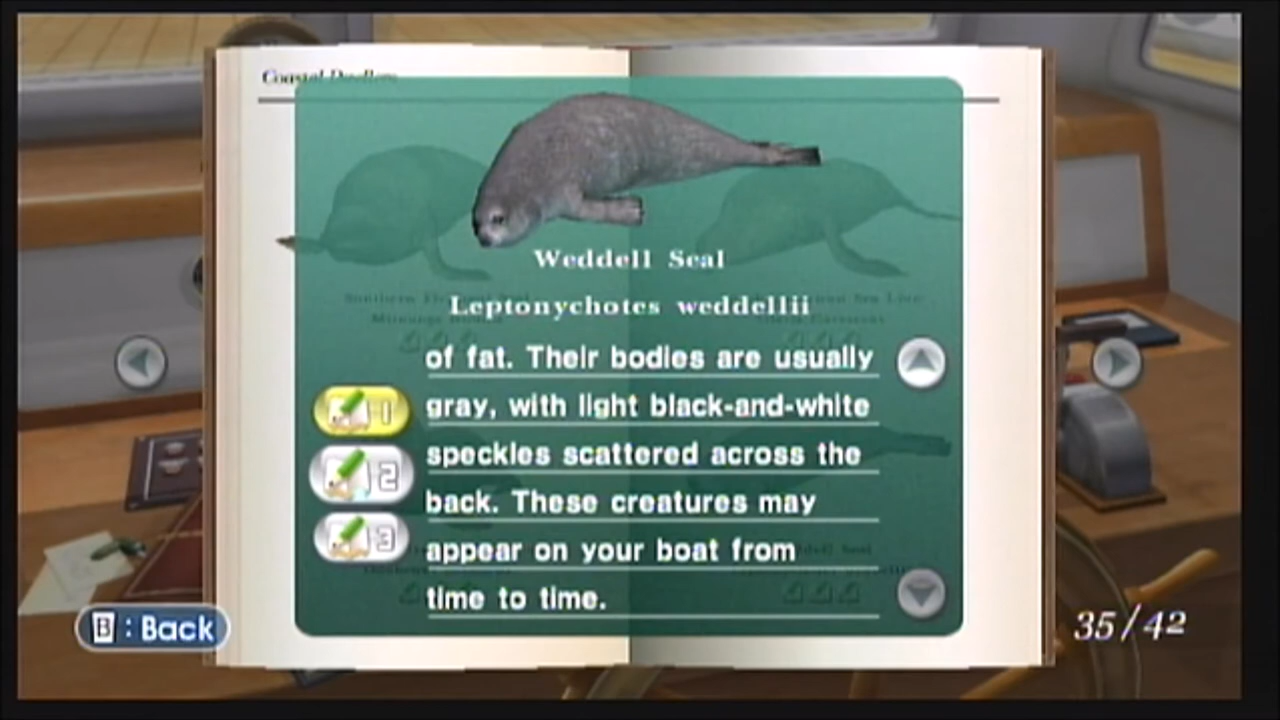 Coastal Dwellers
Weddell Seal
Leptonychotes weddellii
of fat. Their bodies are usually
gray, with light black-and-white
speckles scattered across the
back. These creatures may
appear on your boat from
time to time.
1
2
3
B : Back
35/42